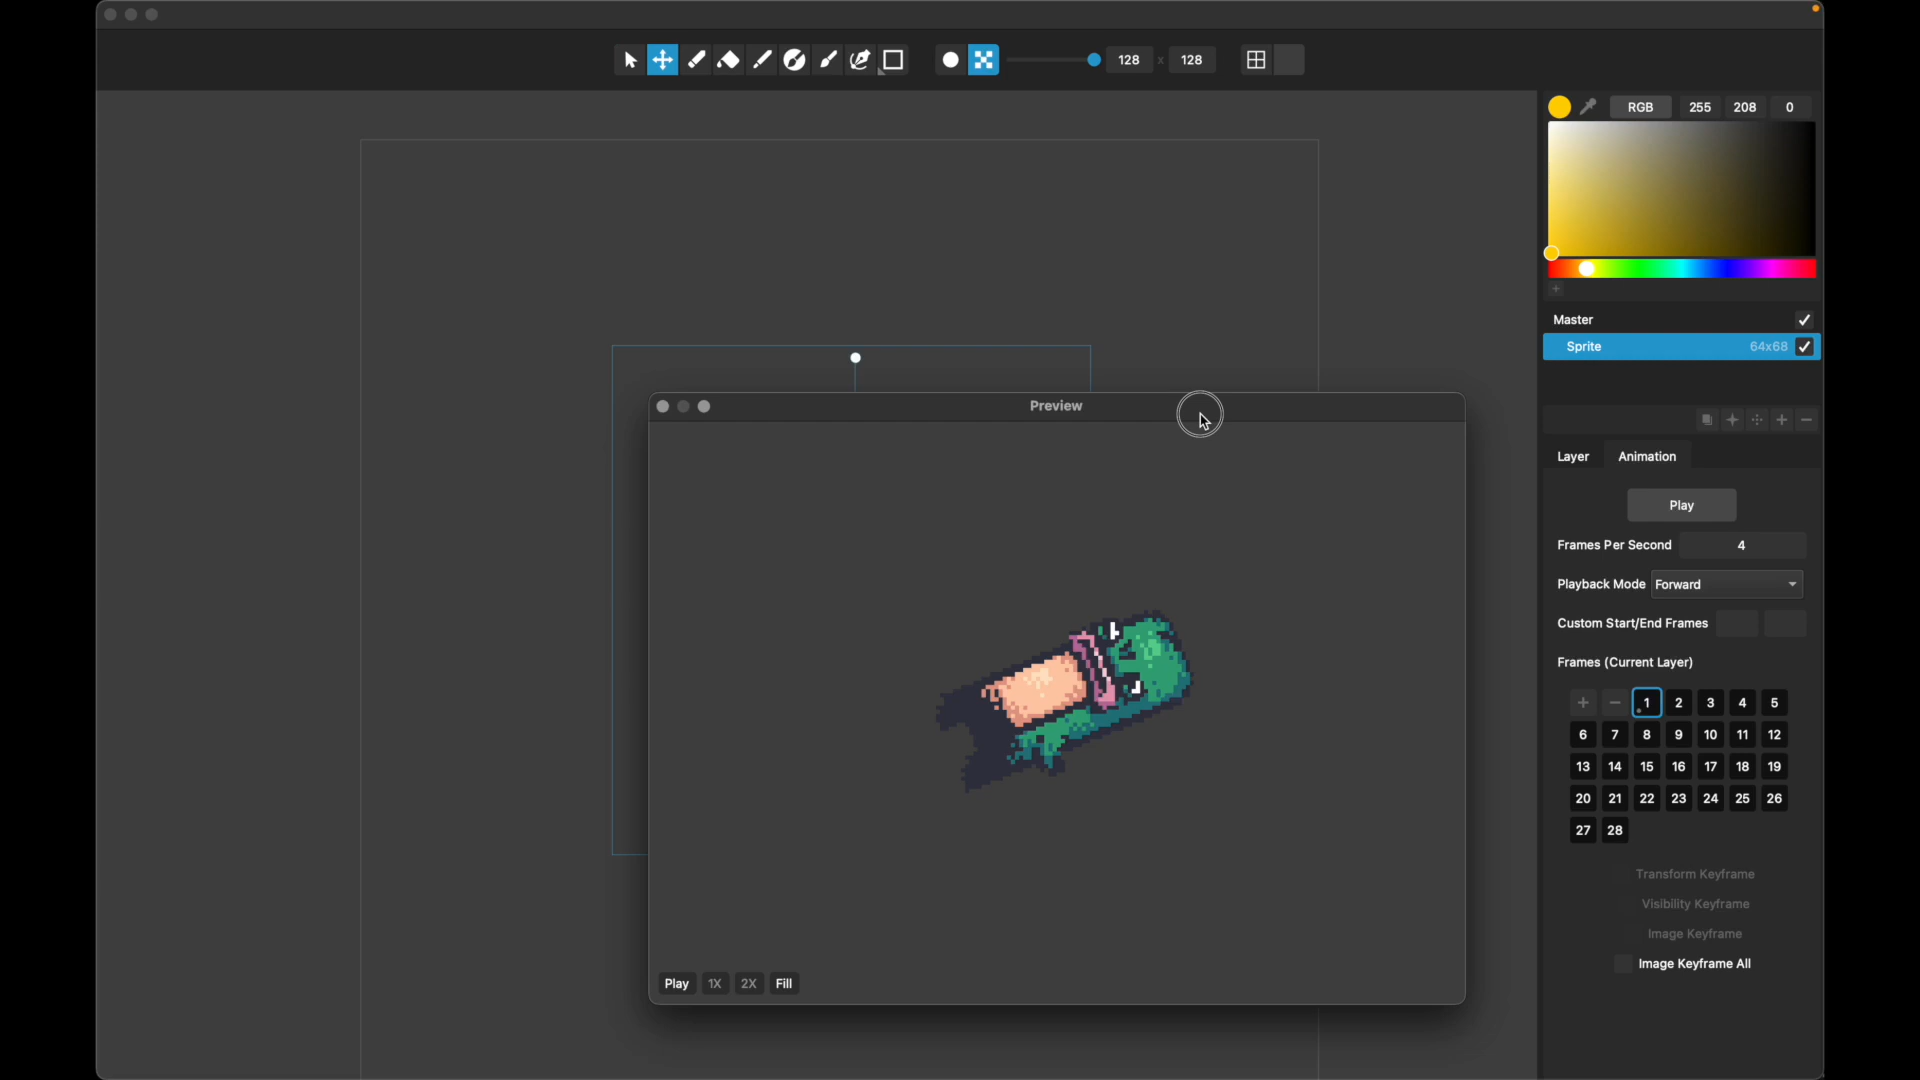 128 x 128
RGB 255 208 0
+
Master
Sprite 64x68
Preview
Layer Animation
Play
Frames Per Second 4
Playback Mode Forward
Custom Start/End Frames
Frames (Current Layer)
+ − 1 2 3 4 5
6 7 8 9 10 11 12
13 14 15 16 17 18 19
20 21 22 23 24 25 26
27 28
Transform Keyframe
Visibility Keyframe
Image Keyframe
Image Keyframe All
Play 1X 2X Fill